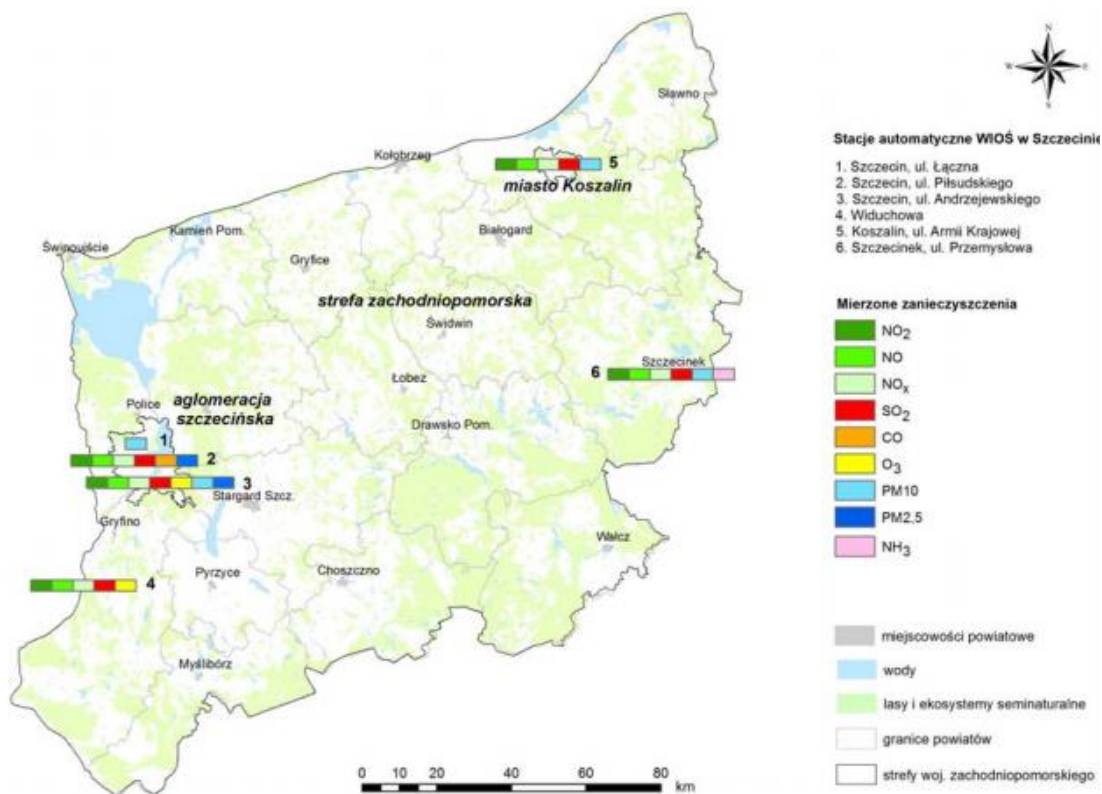 N
W
E
N
Sławno
Kołobrzeg
5
miasto Koszalin
Kamień Pom.
Białogard
Świnoujście
Gryfice
strefa zachodniopomorska
Świdwin
Szczecinek
6
Łobez
aglomeracja
szczecińska
Police
Drawsko Pom.
1
2
3
Stargard Szcz.
Gryfino
Wałcz
Pyrzyce
Choszczno
4
Myślibórz
0 10 20 40 60 80
km
Stacje automatyczne WIOŚ w Szczecinie
1. Szczecin, ul. Łączna
2. Szczecin, ul. Piłsudskiego
3. Szczecin, ul. Andrzejewskiego
4. Widuchowa
5. Koszalin, ul. Armii Krajowej
6. Szczecinek, ul. Przemysłowa
Mierzone zanieczyszczenia
NO2
NO
NOx
SO2
CO
O3
PM10
PM2,5
NH3
miejscowości powiatowe
wody
lasy i ekosystemy seminaturalne
granice powiatów
strefy woj. zachodniopomorskiego